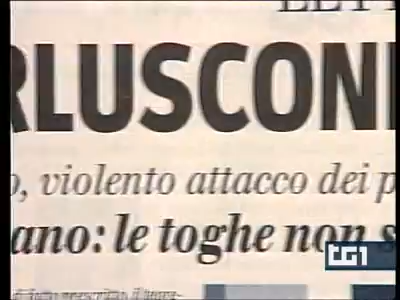 RLUSCONI
o, violento attacco dei p
ano: le toghe non s
TG1